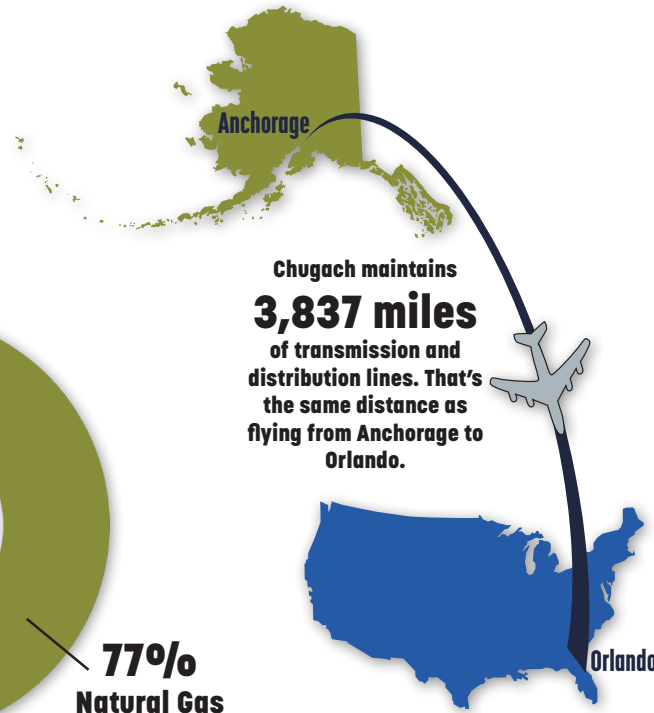 Anchorage
Chugach maintains
3,837 miles
of transmission and
distribution lines. That's
the same distance as
flying from Anchorage to
Orlando.
Orlando
77%
Natural Gas